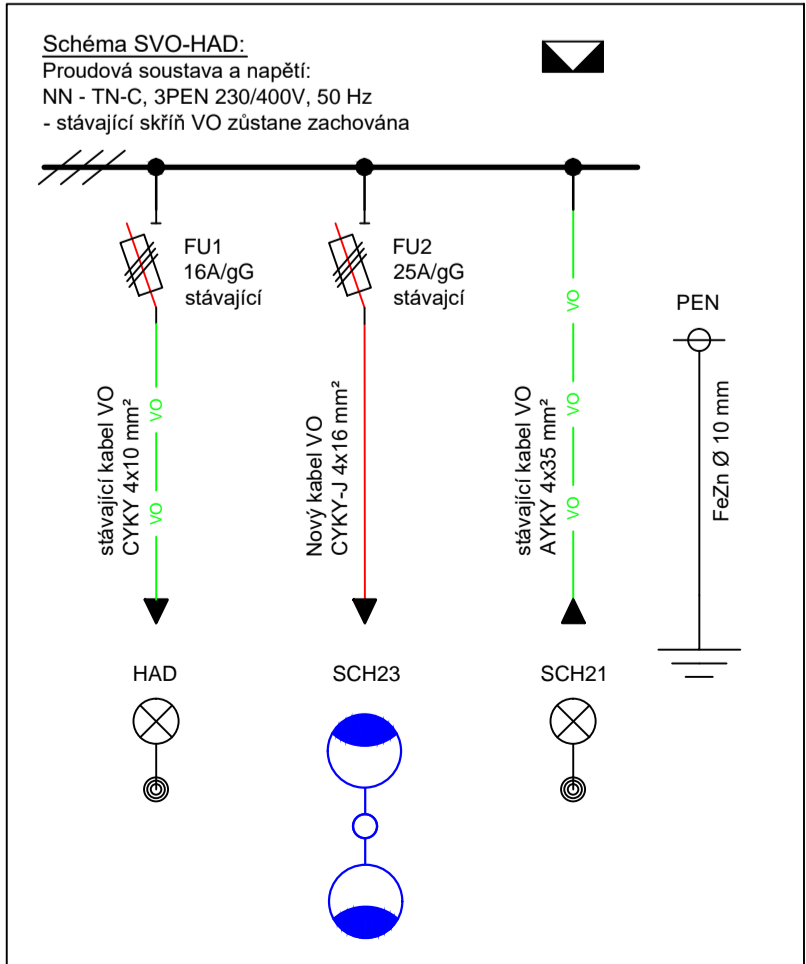 Schéma SVO-HAD:
Proudová soustava a napětí:
NN - TN-C, 3PEN 230/400V, 50 Hz
- stávající skříň VO zůstane zachována
FU1
16A/gG
stávající
FU2
25A/gG
stávajcí
PEN
stávající kabel VO
CYKY 4x10 mm²
VO
VO
Nový kabel VO
CYKY-J 4x16 mm²
stávající kabel VO
AYKY 4x35 mm²
VO
VO
VO
FeZn Ø 10 mm
HAD
SCH23
SCH21